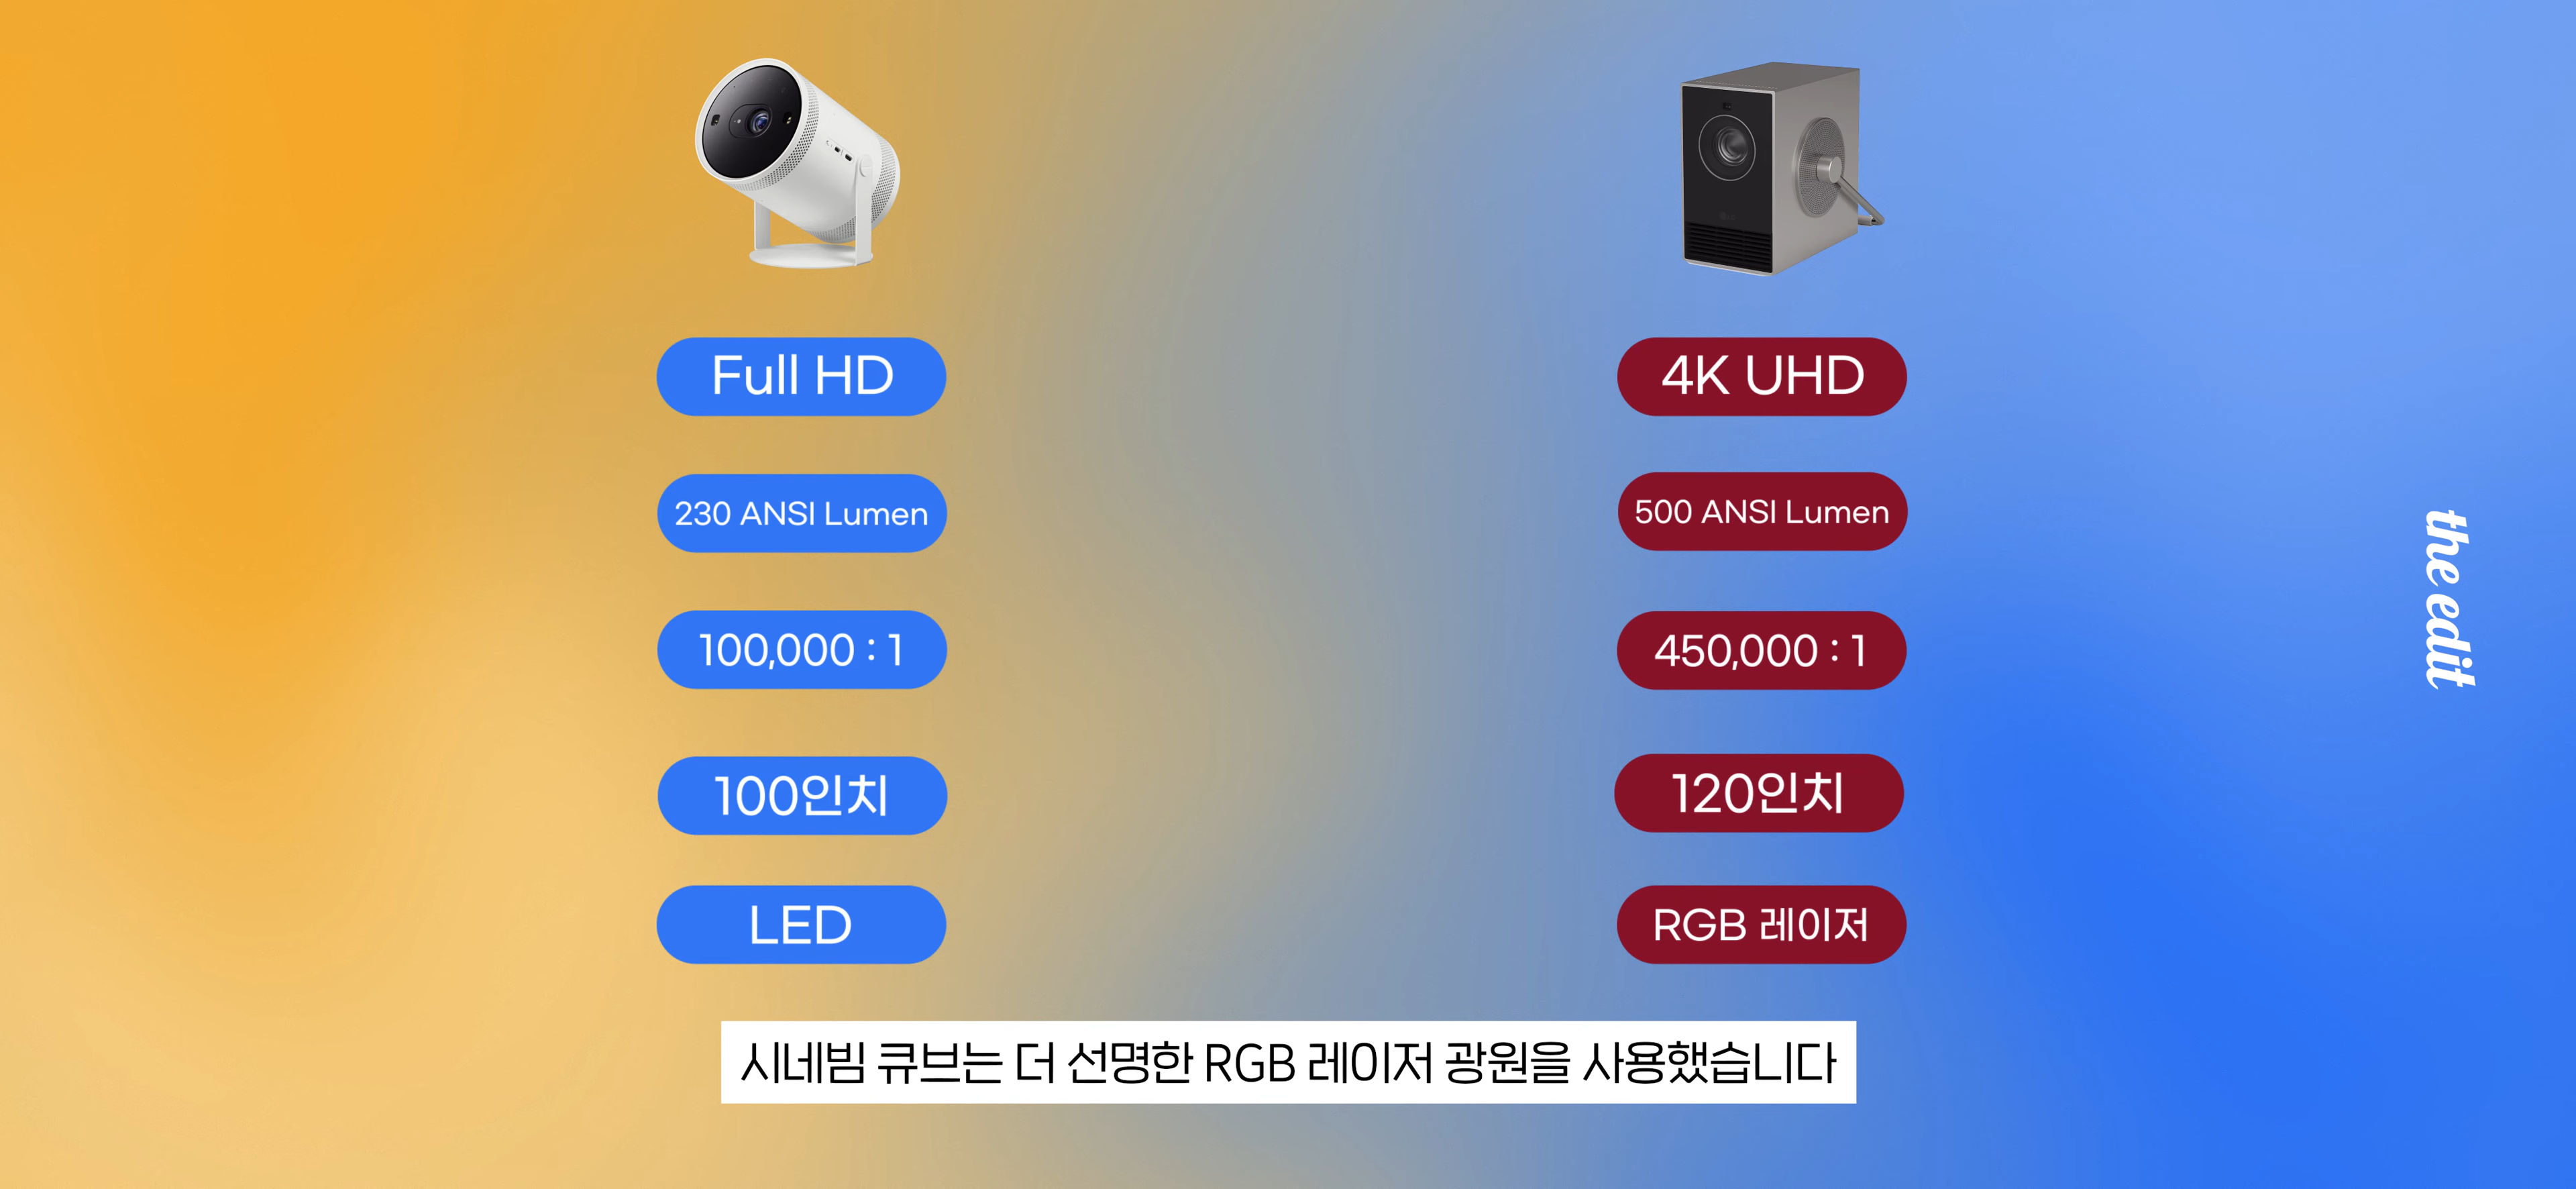 Full HD
4K UHD
230 ANSI Lumen
500 ANSI Lumen
100,000 : 1
450,000 : 1
100인치
120인치
LED
RGB 레이저
시네빔 큐브는 더 선명한 RGB 레이저 광원을 사용했습니다
the edit